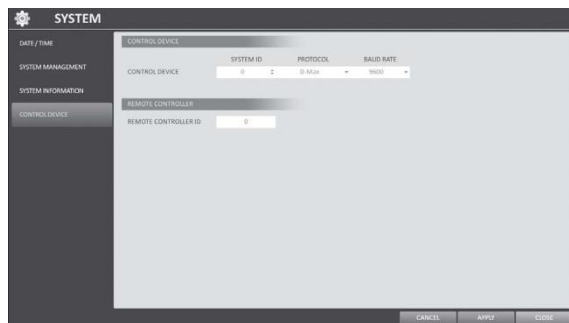 SYSTEM
DATE / TIME
SYSTEM MANAGEMENT
SYSTEM INFORMATION
CONTROL DEVICE
CONTROL DEVICE
SYSTEM ID PROTOCOL BAUD RATE
CONTROL DEVICE 0 D-Max 9600
REMOTE CONTROLLER
REMOTE CONTROLLER ID 0
CANCEL APPLY CLOSE